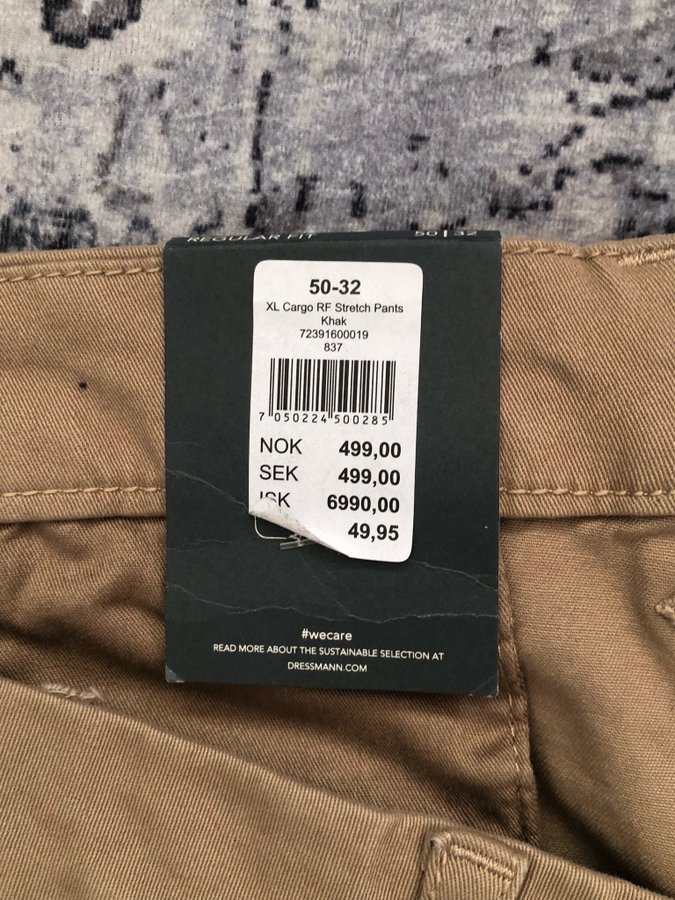 REGULAR FIT 50 | 32
50-32
XL Cargo RF Stretch Pants
Khak
72391600019
837
7 050224 500285
NOK 499,00
SEK 499,00
ISK 6990,00
49,95
#wecare
READ MORE ABOUT THE SUSTAINABLE SELECTION AT
DRESSMANN.COM